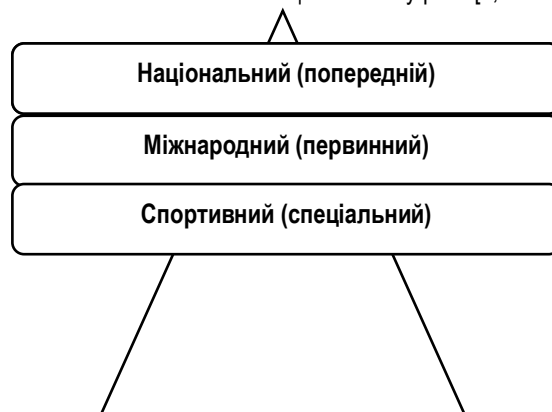 Національний (попередній)
Міжнародний (первинний)
Спортивний (спеціальний)